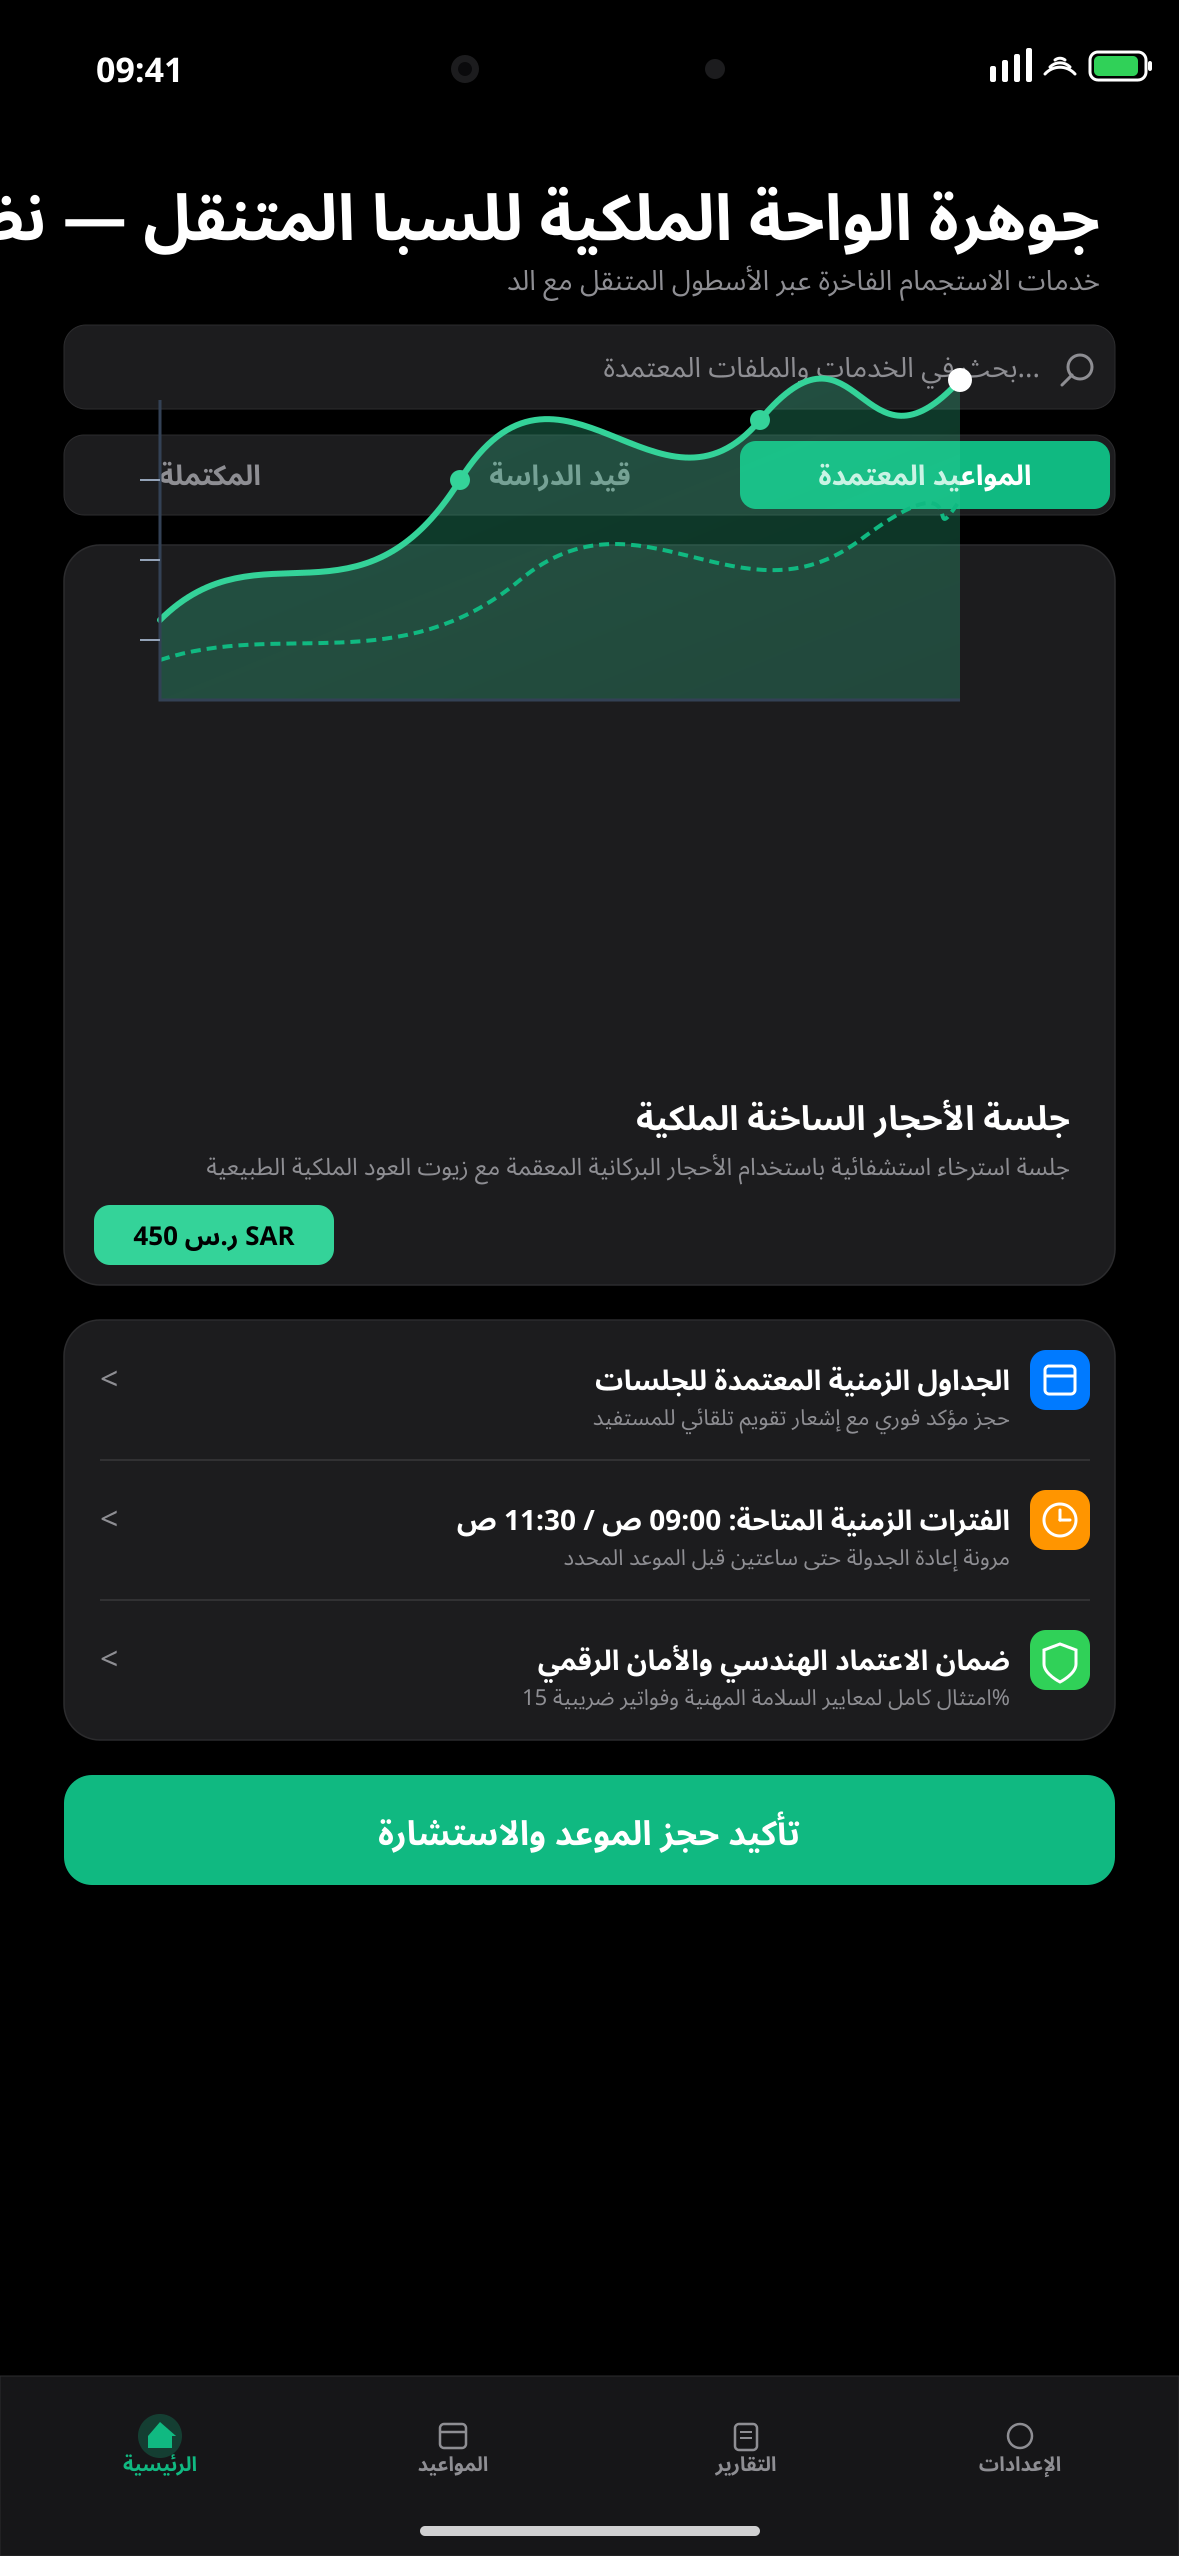 09:41
جوهرة الواحة الملكية للسبا المتنقل —
خدمات الاستجمام الفاخرة عبر الأسطول المتنقل مع الد
بحث في الخدمات والملفات المعتمدة...
المواعيد المعتمدة
قيد الدراسة
المكتملة
جلسة الأحجار الساخنة الملكية
جلسة استرخاء استشفائية باستخدام الأحجار البركانية المعقمة مع زيوت العود الملكية الطبيعية
450 ر.س SAR
الجداول الزمنية المعتمدة للجلسات
حجز مؤكد فوري مع إشعار تقويم تلقائي للمستفيد
الفترات الزمنية المتاحة: 09:00 ص / 11:30 ص
مرونة إعادة الجدولة حتى ساعتين قبل الموعد المحدد
ضمان الاعتماد الهندسي والأمان الرقمي
امتثال كامل لمعايير السلامة المهنية وفواتير ضريبية 15%
تأكيد حجز الموعد والاستشارة
الإعدادات
التقارير
المواعيد
الرئيسية